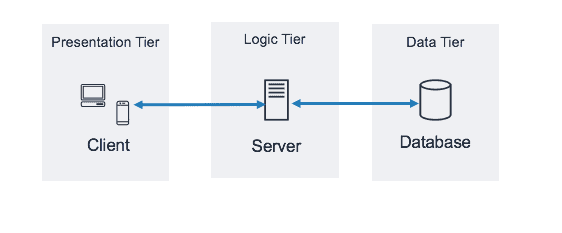 Presentation Tier
Logic Tier
Data Tier
Client
Server
Database